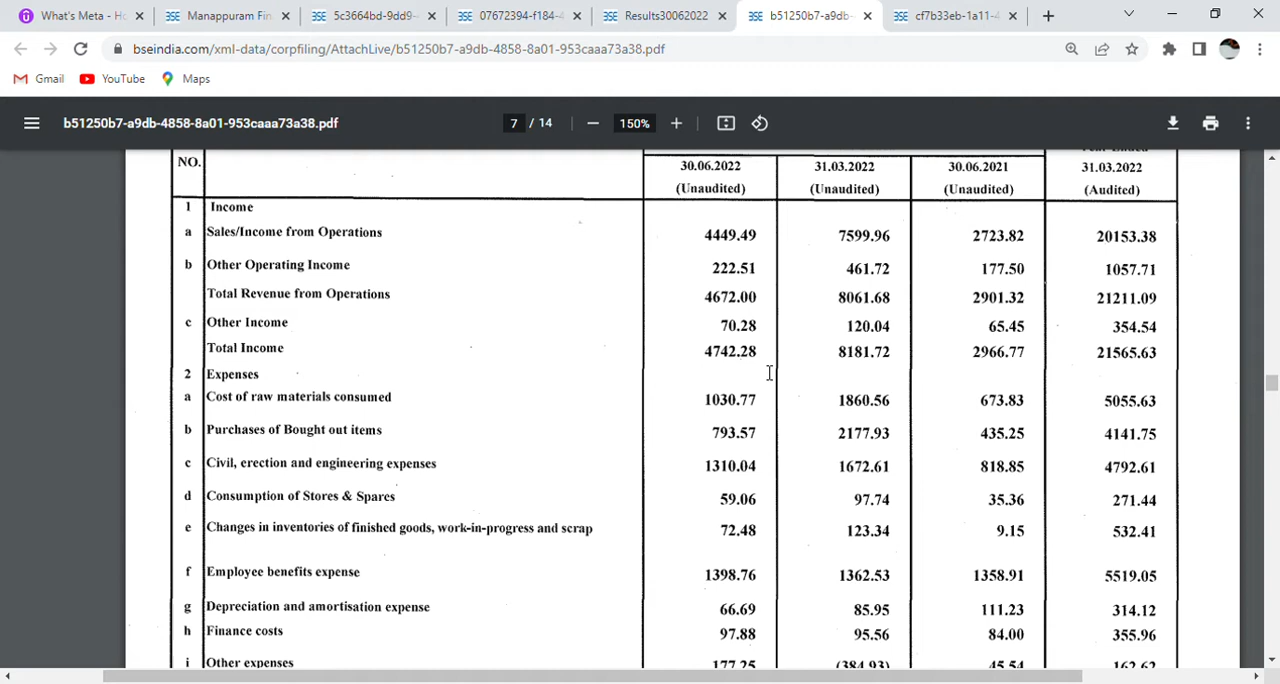 What's Meta - Ho
Manappuram Fin
5c3664bd-9dd9-
07672394-f184-4
Results30062022
b51250b7-a9db-
cf7b33eb-1a11-4
bseindia.com/xml-data/corpfiling/AttachLive/b51250b7-a9db-4858-8a01-953caaa73a38.pdf
Gmail YouTube Maps
b51250b7-a9db-4858-8a01-953caaa73a38.pdf 7 / 14 150%
NO. 30.06.2022 31.03.2022 30.06.2021 31.03.2022
(Unaudited) (Unaudited) (Unaudited) (Audited)
1 Income
a Sales/Income from Operations 4449.49 7599.96 2723.82 20153.38
b Other Operating Income 222.51 461.72 177.50 1057.71
Total Revenue from Operations 4672.00 8061.68 2901.32 21211.09
c Other Income 70.28 120.04 65.45 354.54
Total Income 4742.28 8181.72 2966.77 21565.63
2 Expenses
a Cost of raw materials consumed 1030.77 1860.56 673.83 5055.63
b Purchases of Bought out items 793.57 2177.93 435.25 4141.75
c Civil, erection and engineering expenses 1310.04 1672.61 818.85 4792.61
d Consumption of Stores & Spares 59.06 97.74 35.36 271.44
e Changes in inventories of finished goods, work-in-progress and scrap 72.48 123.34 9.15 532.41
f Employee benefits expense 1398.76 1362.53 1358.91 5519.05
g Depreciation and amortisation expense 66.69 85.95 111.23 314.12
h Finance costs 97.88 95.56 84.00 355.96
i Other expenses 177.25 (384.93) 45.54 162.62